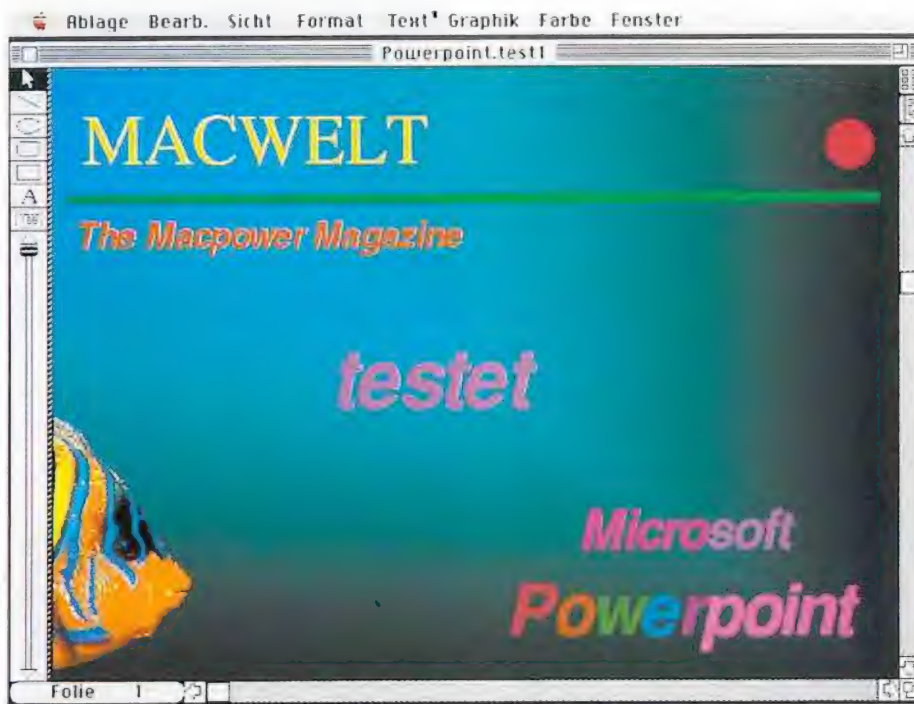 Ablage Bearb. Sicht Format Text Graphik Farbe Fenster
Powerpoint.test1
MACWELT
The Macpower Magazine
A
testet
Microsoft
Powerpoint
Folie 1